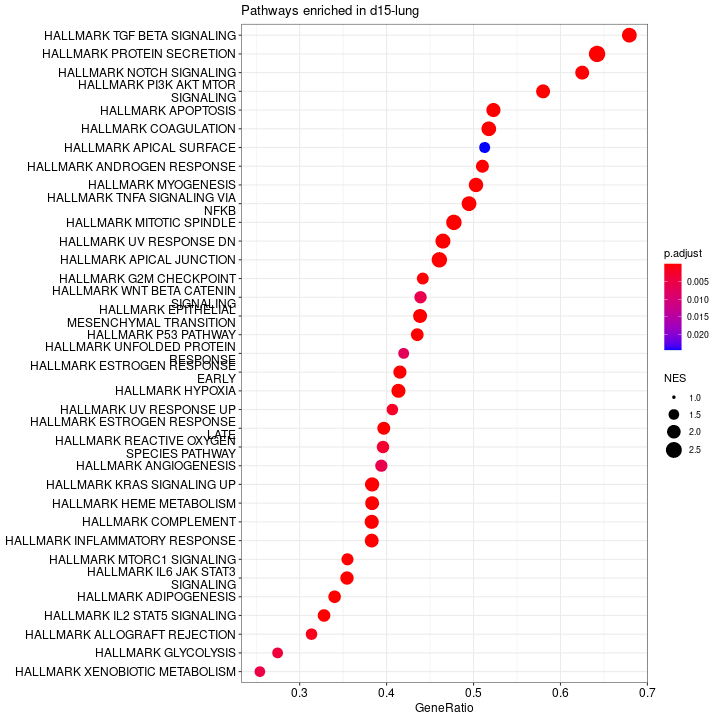 Pathways enriched in d15-lung
HALLMARK TGF BETA SIGNALING
HALLMARK PROTEIN SECRETION
HALLMARK NOTCH SIGNALING
HALLMARK PI3K AKT MTOR
SIGNALING
HALLMARK APOPTOSIS
HALLMARK COAGULATION
HALLMARK APICAL SURFACE
HALLMARK ANDROGEN RESPONSE
HALLMARK MYOGENESIS
HALLMARK TNFA SIGNALING VIA
NFKB
HALLMARK MITOTIC SPINDLE
HALLMARK UV RESPONSE DN
HALLMARK APICAL JUNCTION
HALLMARK G2M CHECKPOINT
HALLMARK WNT BETA CATENIN
SIGNALING
HALLMARK EPITHELIAL
MESENCHYMAL TRANSITION
HALLMARK P53 PATHWAY
HALLMARK UNFOLDED PROTEIN
RESPONSE
HALLMARK ESTROGEN RESPONSE
EARLY
HALLMARK HYPOXIA
HALLMARK UV RESPONSE UP
HALLMARK ESTROGEN RESPONSE
LATE
HALLMARK REACTIVE OXYGEN
SPECIES PATHWAY
HALLMARK ANGIOGENESIS
HALLMARK KRAS SIGNALING UP
HALLMARK HEME METABOLISM
HALLMARK COMPLEMENT
HALLMARK INFLAMMATORY RESPONSE
HALLMARK MTORC1 SIGNALING
HALLMARK IL6 JAK STAT3
SIGNALING
HALLMARK ADIPOGENESIS
HALLMARK IL2 STAT5 SIGNALING
HALLMARK ALLOGRAFT REJECTION
HALLMARK GLYCOLYSIS
HALLMARK XENOBIOTIC METABOLISM
0.3 0.4 0.5 0.6 0.7
GeneRatio
p.adjust
0.005
0.010
0.015
0.020
NES
1.0
1.5
2.0
2.5